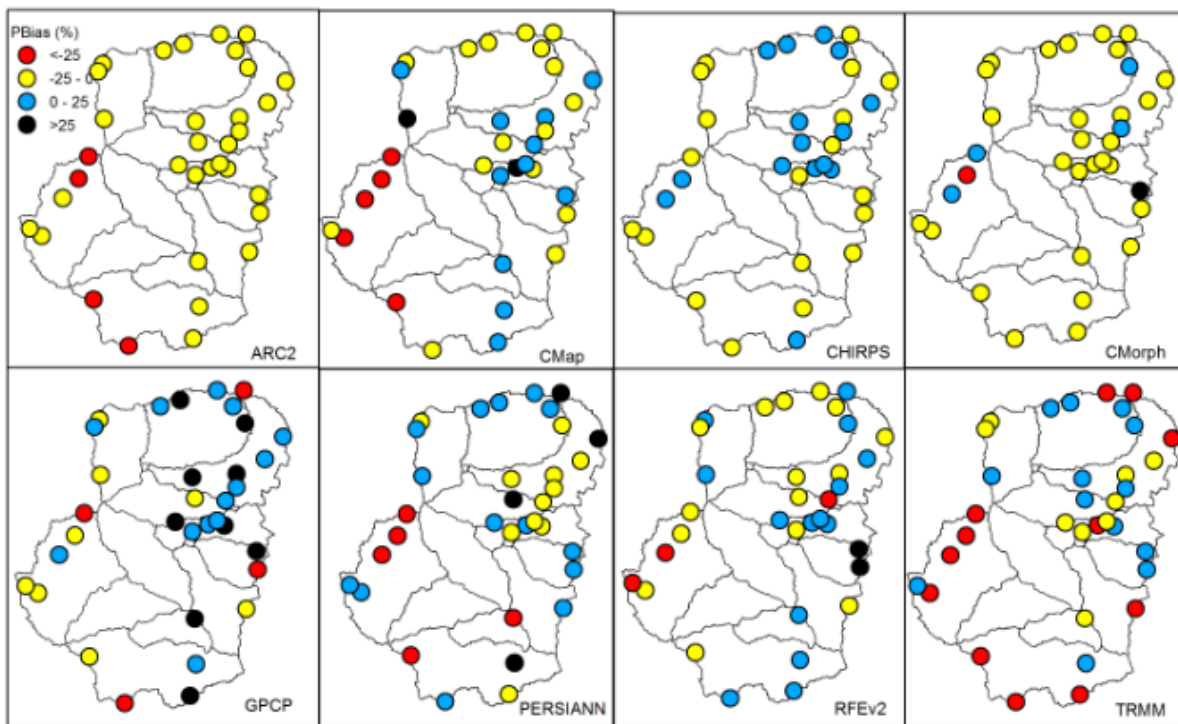 PBias (%)
<-25
-25 - 0
0 - 25
>25
ARC2
CMap
CHIRPS
CMorph
GPCP
PERSIANN
RFEv2
TRMM